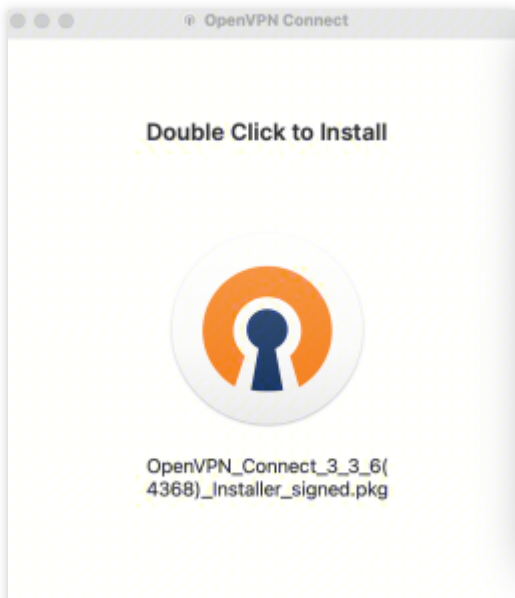 OpenVPN Connect
Double Click to Install
OpenVPN_Connect_3_3_6(
4368)_Installer_signed.pkg